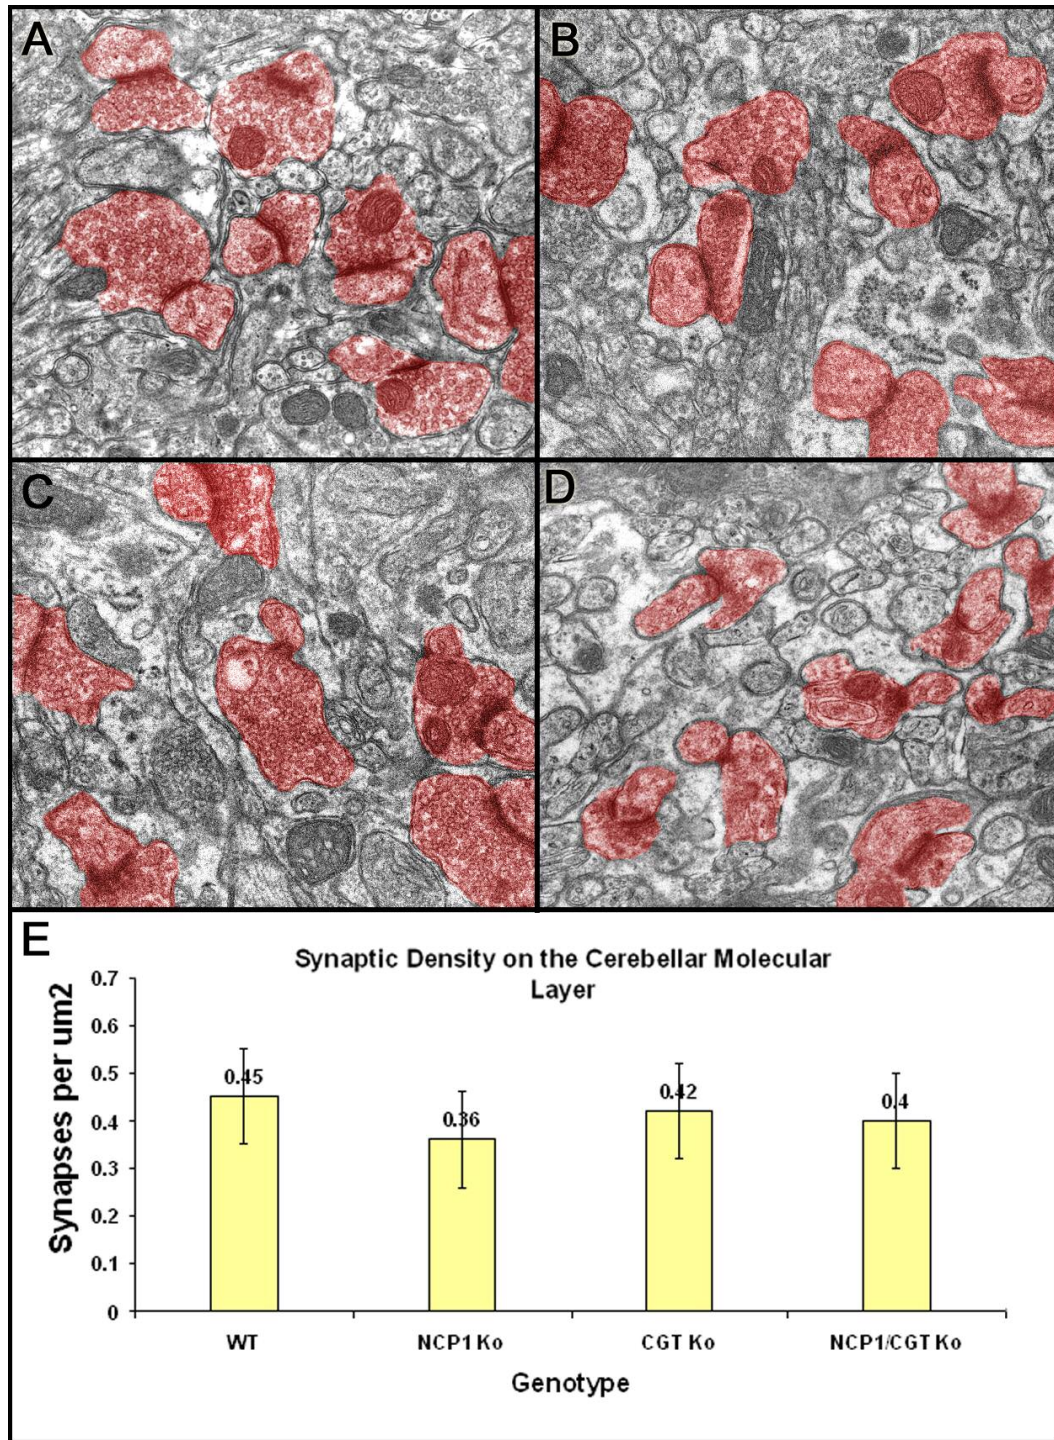 A
B
C
D
E
Synaptic Density on the Cerebellar Molecular
Layer
Synapses per um2
0.7
0.6
0.5
0.4
0.3
0.2
0.1
0
0.45
0.36
0.42
0.4
WT
NCP1 Ko
CGT Ko
NCP1/CGT Ko
Genotype